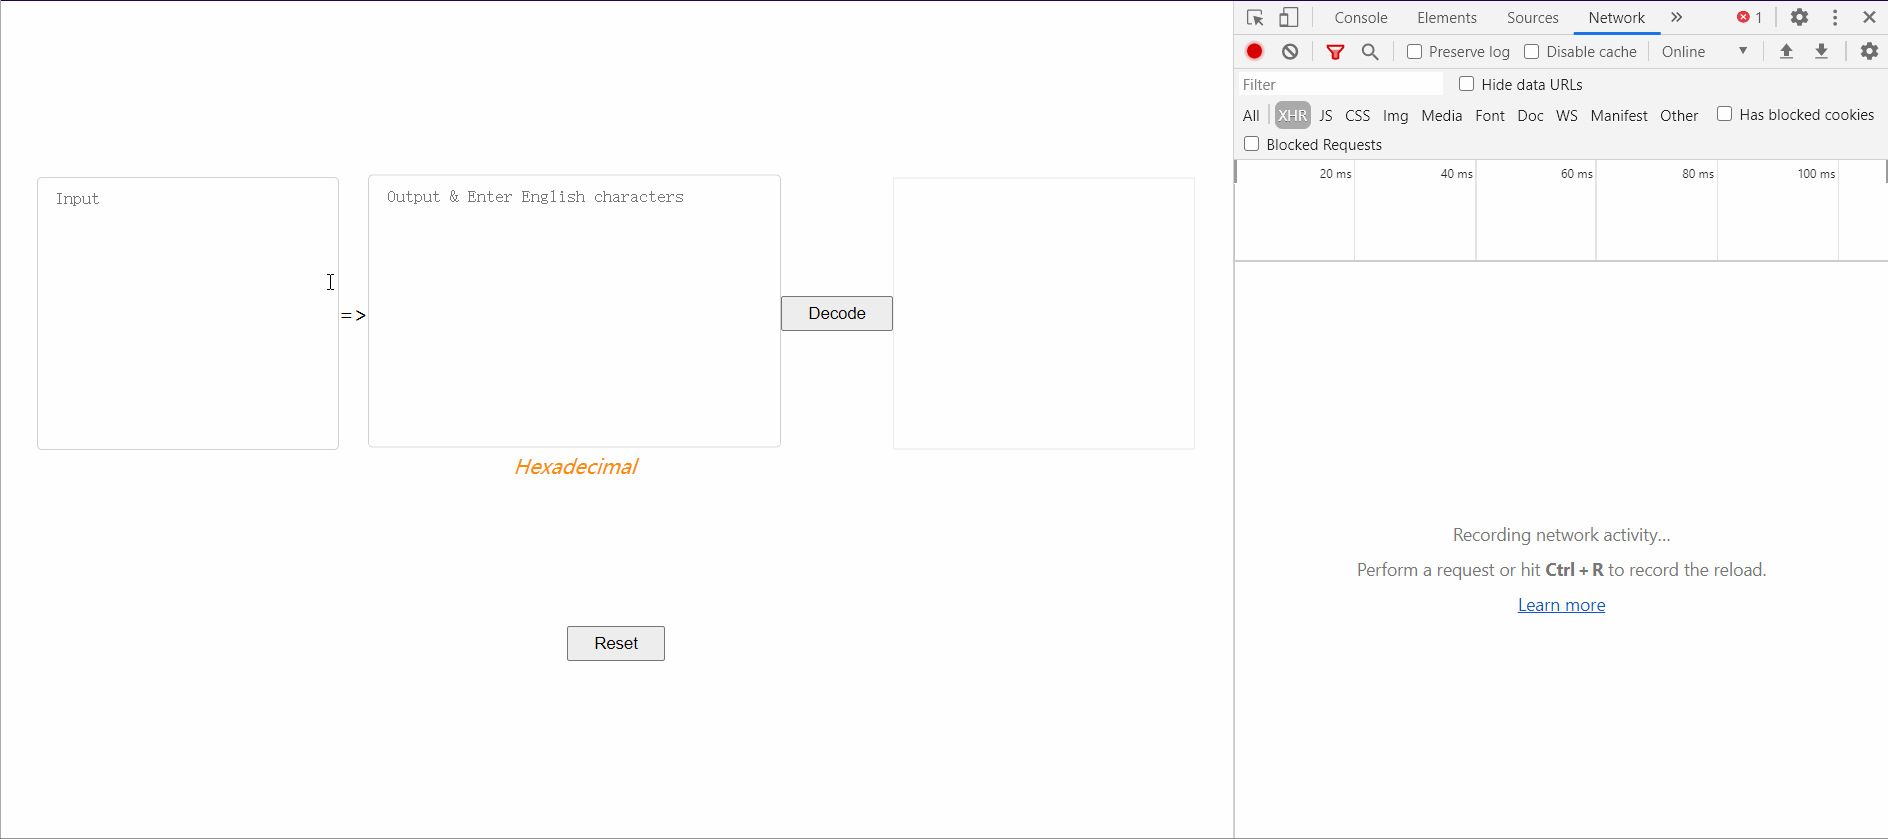 Input
Output & Enter English characters
=>
Decode
Hexadecimal
Reset
Console Elements Sources Network » 1
Preserve log Disable cache Online
Filter Hide data URLs
All XHR JS CSS Img Media Font Doc WS Manifest Other Has blocked cookies
Blocked Requests
20 ms 40 ms 60 ms 80 ms 100 ms
Recording network activity...
Perform a request or hit Ctrl + R to record the reload.
Learn more